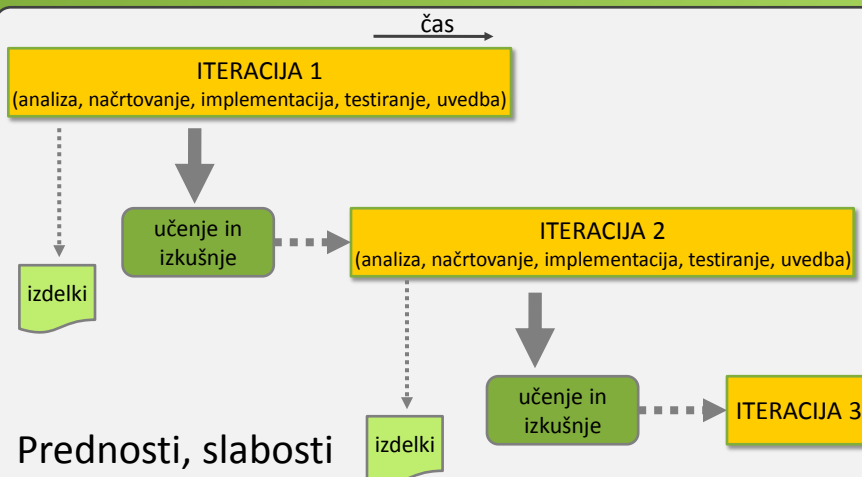 čas
ITERACIJA 1
(analiza, načrtovanje, implementacija, testiranje, uvedba)
učenje in
izkušnje
ITERACIJA 2
(analiza, načrtovanje, implementacija, testiranje, uvedba)
izdelki
učenje in
izkušnje
ITERACIJA 3
izdelki
Prednosti, slabosti